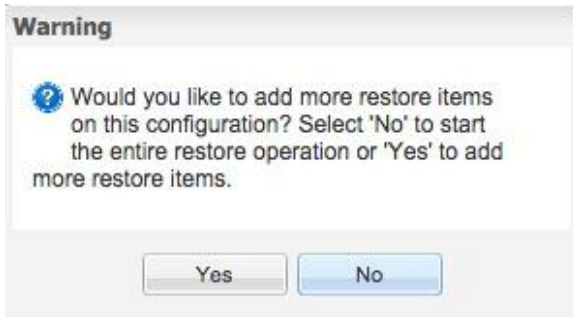 Warning
Would you like to add more restore items
on this configuration? Select 'No' to start
the entire restore operation or 'Yes' to add
more restore items.
Yes
No